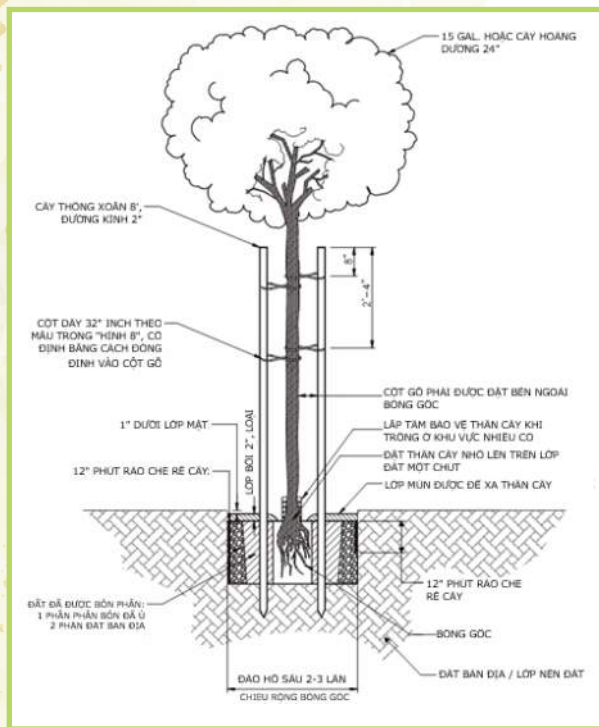 15 GAL. HOẶC CÂY HOÀNG
DƯƠNG 24"
CÂY THÔNG XOẮN 8',
ĐƯỜNG KÍNH 2"
8"
2'-4"
CỘT DÂY 32" INCH THEO
MẪU TRONG "HÌNH 8", CỐ
ĐỊNH BẰNG CÁCH ĐÓNG
ĐINH VÀO CỘT GỖ
CỘT GỖ PHẢI ĐƯỢC ĐẶT BÊN NGOÀI
BÓNG GỐC
LẮP TẤM BẢO VỆ THÂN CÂY KHI
TRỒNG Ở KHU VỰC NHIỀU CỎ
1" DƯỚI LỚP MẶT
LỚP BỒI 2", LOẠI
ĐẶT THÂN CÂY NHÔ LÊN TRÊN LỚP
ĐẤT MỘT CHÚT
12" PHÚT RÀO CHE RỄ CÂY:
LỚP MÙN ĐƯỢC ĐỂ XA THÂN CÂY
12" PHÚT RÀO CHE
RỄ CÂY
ĐẤT ĐÃ ĐƯỢC BÓN PHÂN:
1 PHẦN PHÂN BÓN ĐÃ Ủ
2 PHẦN ĐẤT BẢN ĐỊA
BÓNG GỐC
ĐẤT BẢN ĐỊA / LỚP NỀN ĐẤT
ĐÀO HỐ SÂU 2-3 LẦN
CHIỀU RỘNG BÓNG GỐC